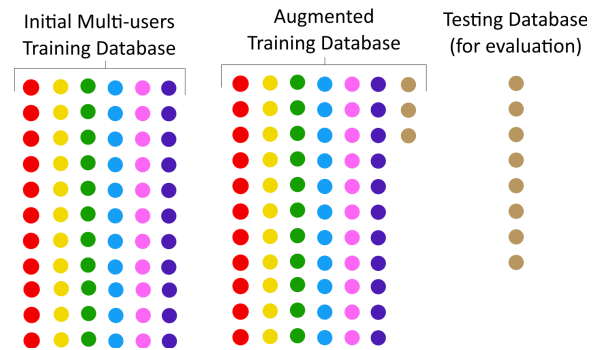 Initial Multi-users
Training Database
Augmented
Training Database
Testing Database
(for evaluation)